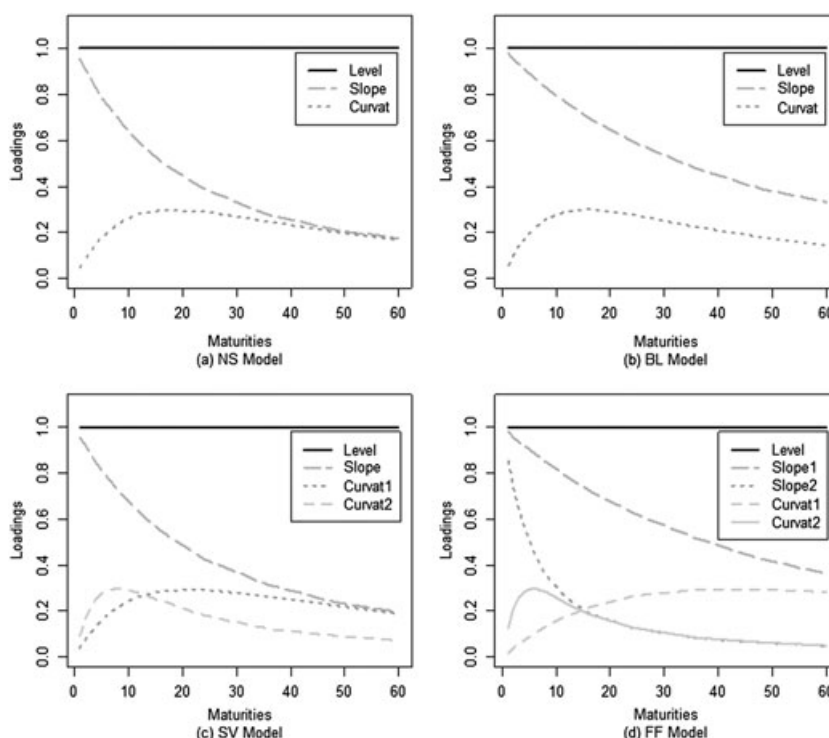 Loadings
1.0
0.8
0.6
0.4
0.2
0.0
Level
Slope
Curvat
0 10 20 30 40 50 60
Maturities
(a) NS Model
Loadings
1.0
0.8
0.6
0.4
0.2
0.0
Level
Slope
Curvat
0 10 20 30 40 50 60
Maturities
(b) BL Model
Loadings
1.0
0.8
0.6
0.4
0.2
0.0
Level
Slope
Curvat1
Curvat2
0 10 20 30 40 50 60
Maturities
(c) SV Model
Loadings
1.0
0.8
0.6
0.4
0.2
0.0
Level
Slope1
Slope2
Curvat1
Curvat2
0 10 20 30 40 50 60
Maturities
(d) FF Model